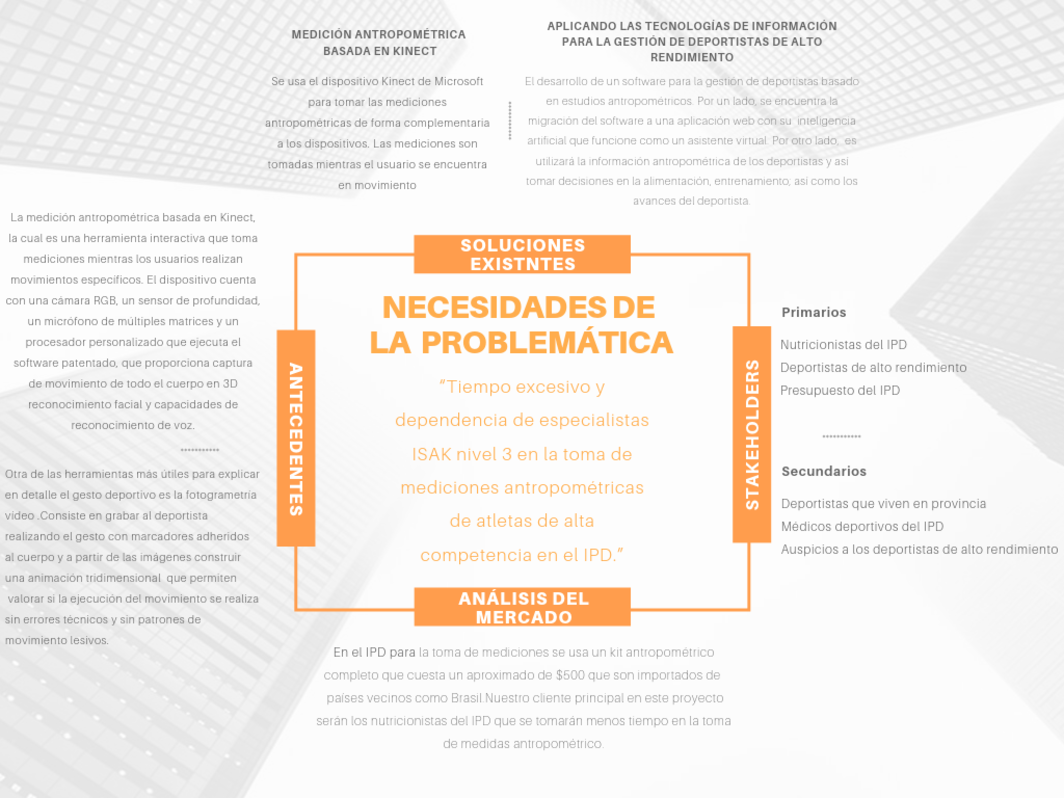 MEDICIÓN ANTROPOMÉTRICA
BASADA EN KINECT
Se usa el dispositivo Kinect de Microsoft
para tomar las mediciones
antropométricas de forma complementaria
a los dispositivos. Las mediciones son
tomadas mientras el usuario se encuentra
en movimiento
APLICANDO LAS TECNOLOGÍAS DE INFORMACIÓN
PARA LA GESTIÓN DE DEPORTISTAS DE ALTO
RENDIMIENTO
El desarrollo de un software para la gestión de deportistas basado
en estudios antropométricos. Por un lado, se encuentra la
migración del software a una aplicación web con su inteligencia
artificial que funcione como un asistente virtual. Por otro lado, es
utilizará la información antropométrica de los deportistas y así
tomar decisiones en la alimentación, entrenamiento, así como los
avances del deportista.
La medición antropométrica basada en Kinect,
la cual es una herramienta interactiva que toma
mediciones mientras los usuarios realizan
movimientos específicos. El dispositivo cuenta
con una cámara RGB, un sensor de profundidad,
un micrófono de múltiples matrices y un
procesador personalizado que ejecuta el
software patentado, que proporciona captura
de movimiento de todo el cuerpo en 3D
reconocimiento facial y capacidades de
reconocimiento de voz.
Otra de las herramientas más útiles para explicar
en detalle el gesto deportivo es la fotogrametría
video .Consiste en grabar al deportista
realizando el gesto con marcadores adheridos
al cuerpo y a partir de las imágenes construir
una animación tridimensional que permiten
valorar si la ejecución del movimiento se realiza
sin errores técnicos y sin patrones de
movimiento lesivos.
ANTECEDENTES
SOLUCIONES
EXISTNTES
NECESIDADES DE
LA PROBLEMÁTICA
"Tiempo excesivo y
dependencia de especialistas
ISAK nivel 3 en la toma de
mediciones antropométricas
de atletas de alta
competencia en el IPD."
STAKEHOLDERS
Primarios
Nutricionistas del IPD
Deportistas de alto rendimiento
Presupuesto del IPD
Secundarios
Deportistas que viven en provincia
Médicos deportivos del IPD
Auspicios a los deportistas de alto rendimiento
ANÁLISIS DEL
MERCADO
En el IPD para la toma de mediciones se usa un kit antropométrico
completo que cuesta un aproximado de $500 que son importados de
países vecinos como Brasil.Nuestro cliente principal en este proyecto
serán los nutricionistas del IPD que se tomarán menos tiempo en la toma
de medidas antropométrico.